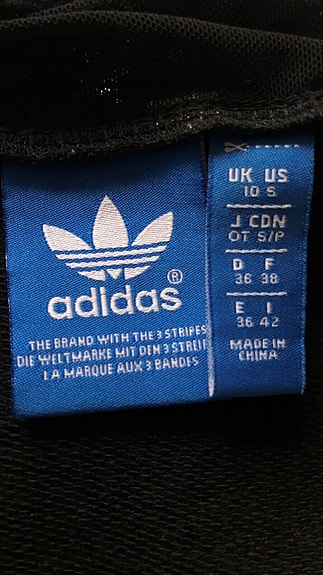 adidas®
THE BRAND WITH THE 3 STRIPES
DIE WELTMARKE MIT DEN 3 STREIF
LA MARQUE AUX 3 BANDES
UK US
10 S
J CDN
OT S/P
D F
36 38
E I
36 42
MADE IN
CHINA